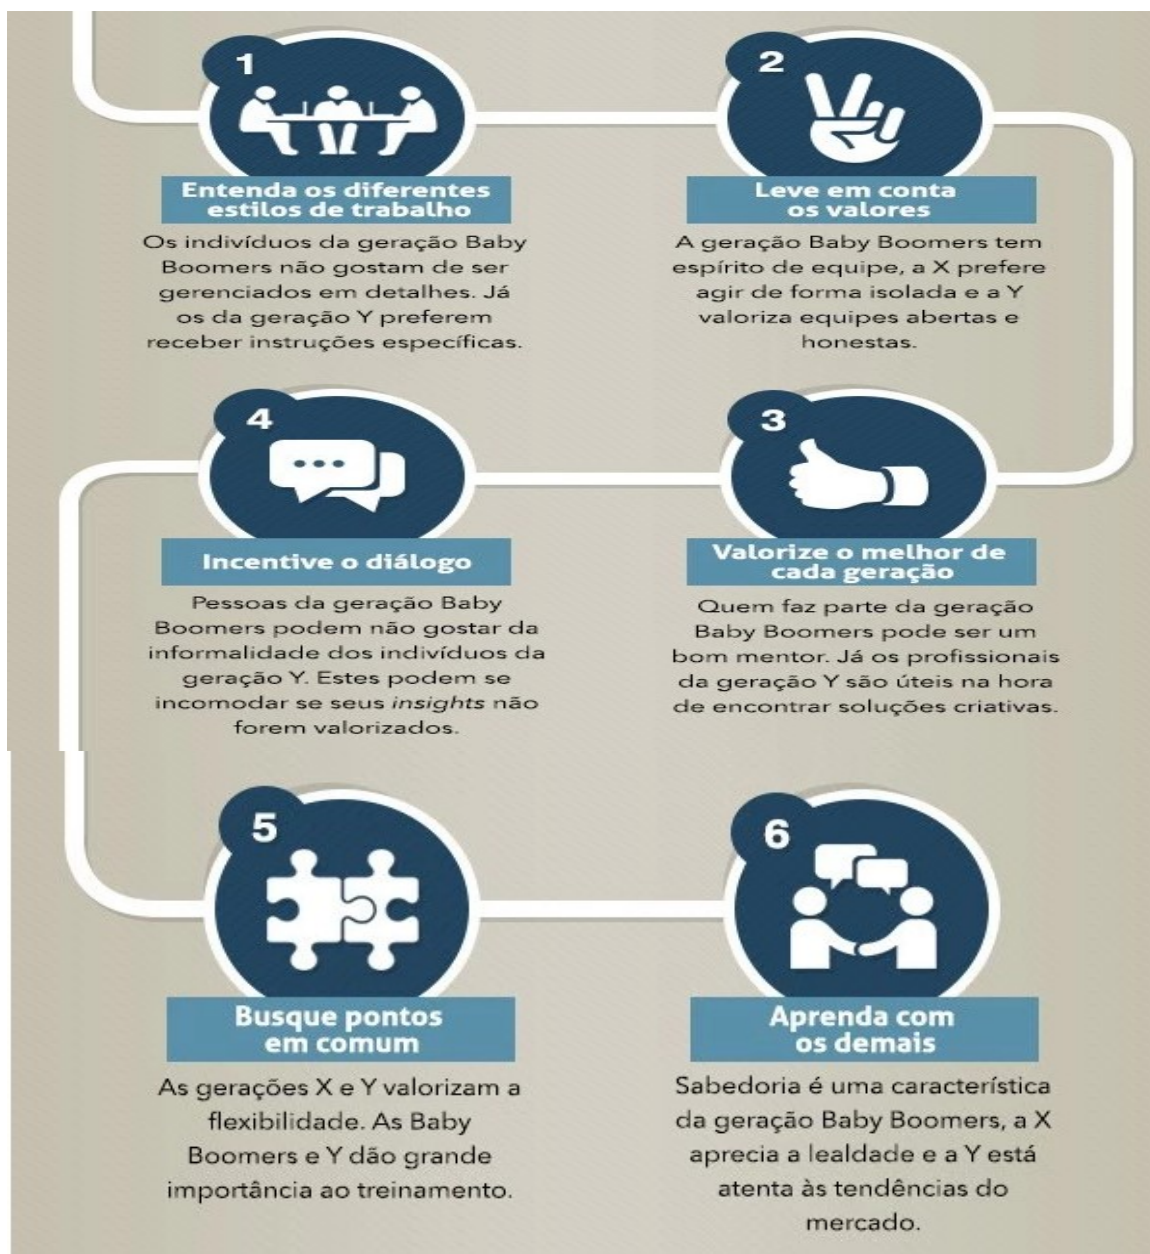 1
Entenda os diferentes
estilos de trabalho
Os indivíduos da geração Baby
Boomers não gostam de ser
gerenciados em detalhes. Já
os da geração Y preferem
receber instruções específicas.
2
Leve em conta
os valores
A geração Baby Boomers tem
espírito de equipe, a X prefere
agir de forma isolada e a Y
valoriza equipes abertas e
honestas.
3
Valorize o melhor de
cada geração
Quem faz parte da geração
Baby Boomers pode ser um
bom mentor. Já os profissionais
da geração Y são úteis na hora
de encontrar soluções criativas.
4
Incentive o diálogo
Pessoas da geração Baby
Boomers podem não gostar da
informalidade dos indivíduos da
geração Y. Estes podem se
incomodar se seus insights não
forem valorizados.
5
Busque pontos
em comum
As gerações X e Y valorizam a
flexibilidade. As Baby
Boomers e Y dão grande
importância ao treinamento.
6
Aprenda com
os demais
Sabedoria é uma característica
da geração Baby Boomers, a X
aprecia a lealdade e a Y está
atenta às tendências do
mercado.